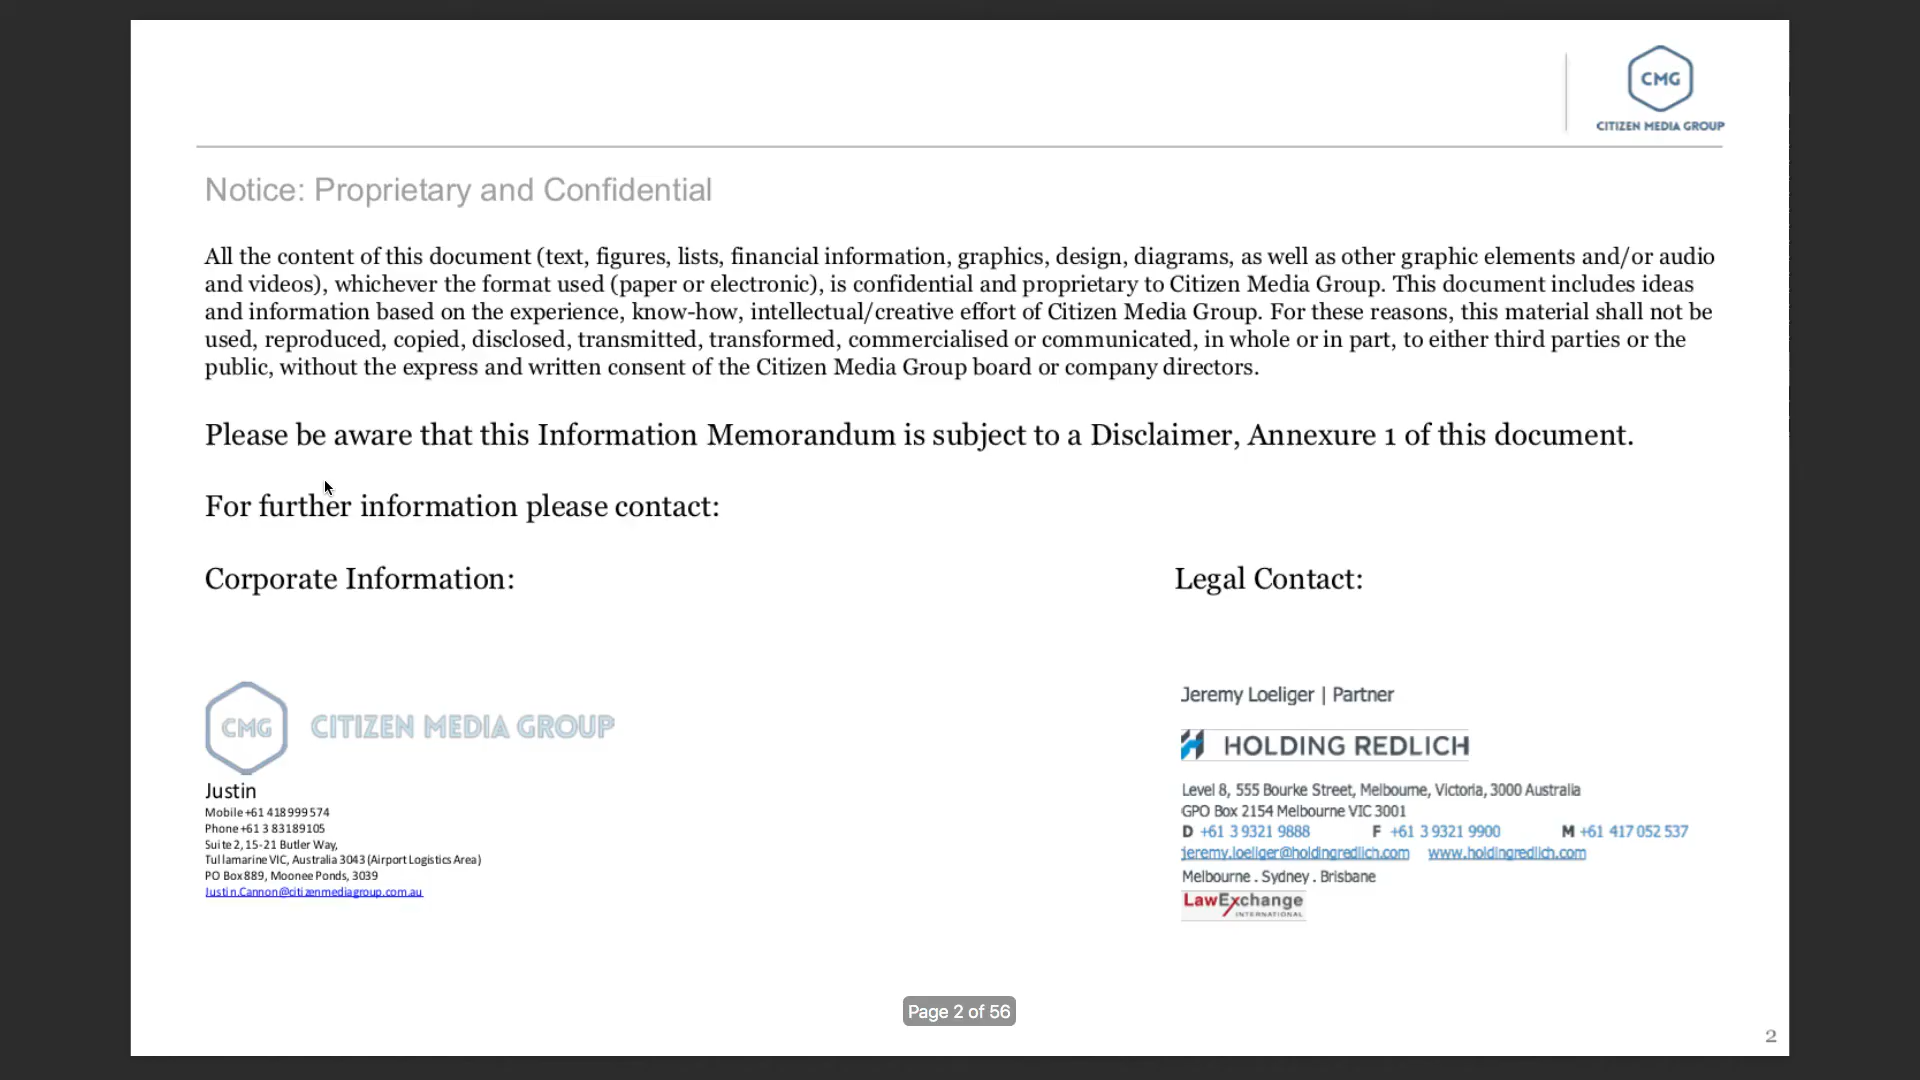 CMG
CITIZEN MEDIA GROUP
Notice: Proprietary and Confidential
All the content of this document (text, figures, lists, financial information, graphics, design, diagrams, as well as other graphic elements and/or audio
and videos), whichever the format used (paper or electronic), is confidential and proprietary to Citizen Media Group. This document includes ideas
and information based on the experience, know-how, intellectual/creative effort of Citizen Media Group. For these reasons, this material shall not be
used, reproduced, copied, disclosed, transmitted, transformed, commercialised or communicated, in whole or in part, to either third parties or the
public, without the express and written consent of the Citizen Media Group board or company directors.
Please be aware that this Information Memorandum is subject to a Disclaimer, Annexure 1 of this document.
For further information please contact:
Corporate Information:
CMG CITIZEN MEDIA GROUP
Justin
Mobile +61 418 999 574
Phone +61 3 83189105
Suite 2, 15-21 Butler Way,
Tullamarine VIC, Australia 3043 (Airport Logistics Area)
PO Box 889, Moonee Ponds, 3039
Justin.Cannon@citizenmediagroup.com.au
Legal Contact:
Jeremy Loeliger | Partner
HOLDING REDLICH
Level 8, 555 Bourke Street, Melbourne, Victoria, 3000 Australia
GPO Box 2154 Melbourne VIC 3001
D +61 3 9321 9888 F +61 3 9321 9900 M +61 417 052 537
jeremy.loeliger@holdingredlich.com www.holdingredlich.com
Melbourne . Sydney . Brisbane
LawExchange
INTERNATIONAL
Page 2 of 56
2